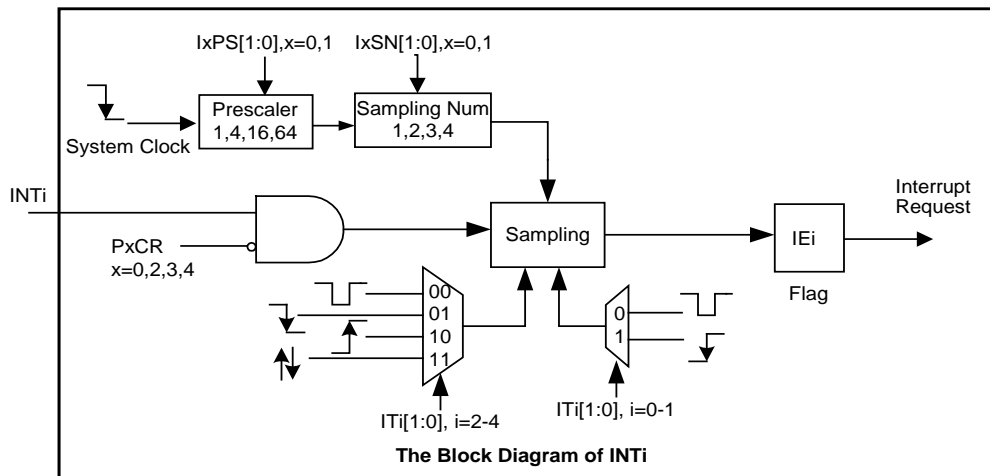 IxPS[1:0],x=0,1
IxSN[1:0],x=0,1
Prescaler
1,4,16,64
Sampling Num
1,2,3,4
System Clock
INTi
PxCR
x=0,2,3,4
Sampling
IEi
Flag
Interrupt
Request
00
01
10
11
0
1
ITi[1:0], i=2-4
ITi[1:0], i=0-1
The Block Diagram of INTi